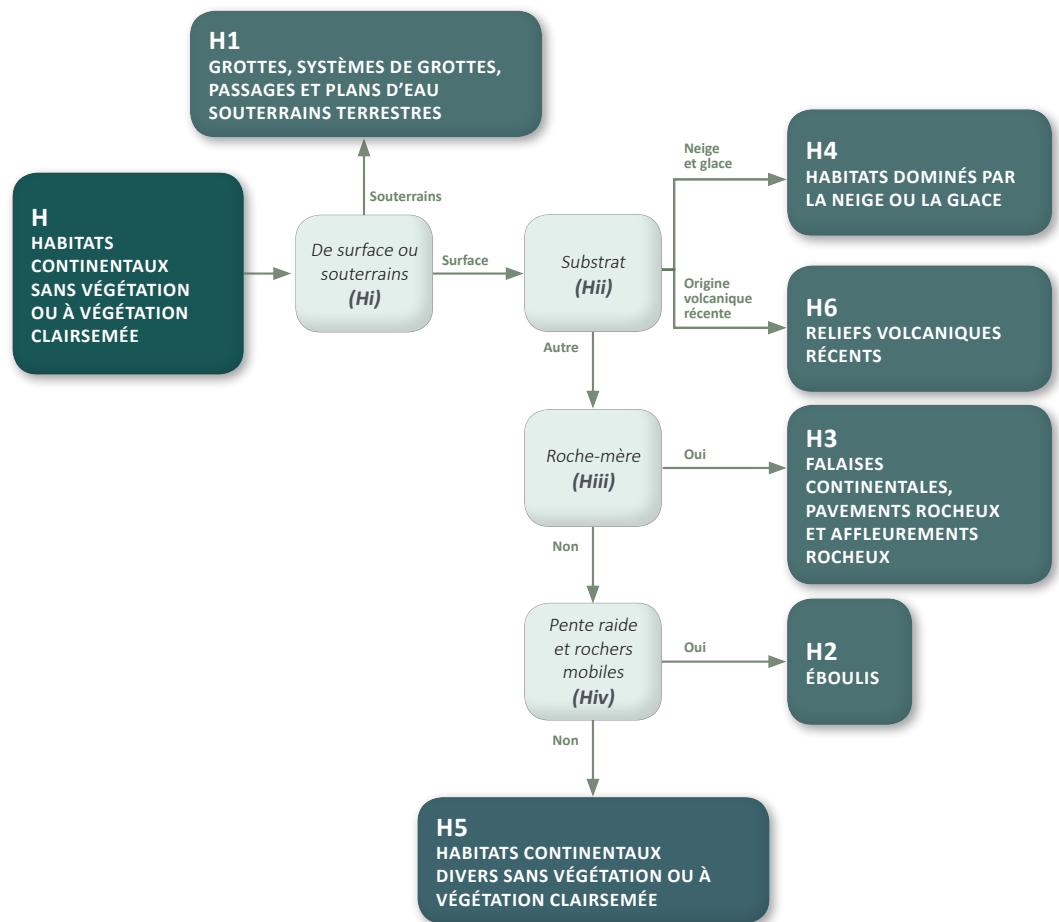 H1
GROTTES, SYSTÈMES DE GROTTES,
PASSAGES ET PLANS D’EAU
SOUTERRAINS TERRESTRES
Neige
et glace
H4
HABITATS DOMINÉS PAR
LA NEIGE OU LA GLACE
H
HABITATS
CONTINENTAUX
SANS VÉGÉTATION
OU À VÉGÉTATION
CLAIRSEMÉE
Souterrains
De surface ou
souterrains
(Hi)
Surface
Substrat
(Hii)
Origine
volcanique
récente
H6
RELIEFS VOLCANIQUES
RÉCENTS
Autre
Roche-mère
(Hiii)
Oui
H3
FALAISES
CONTINENTALES,
PAVEMENTS ROCHEUX
ET AFFLEUREMENTS
ROCHEUX
Non
Pente raide
et rochers
mobiles
(Hiv)
Oui
H2
ÉBOULIS
Non
H5
HABITATS CONTINENTAUX
DIVERS SANS VÉGÉTATION OU À
VÉGÉTATION CLAIRSEMÉE